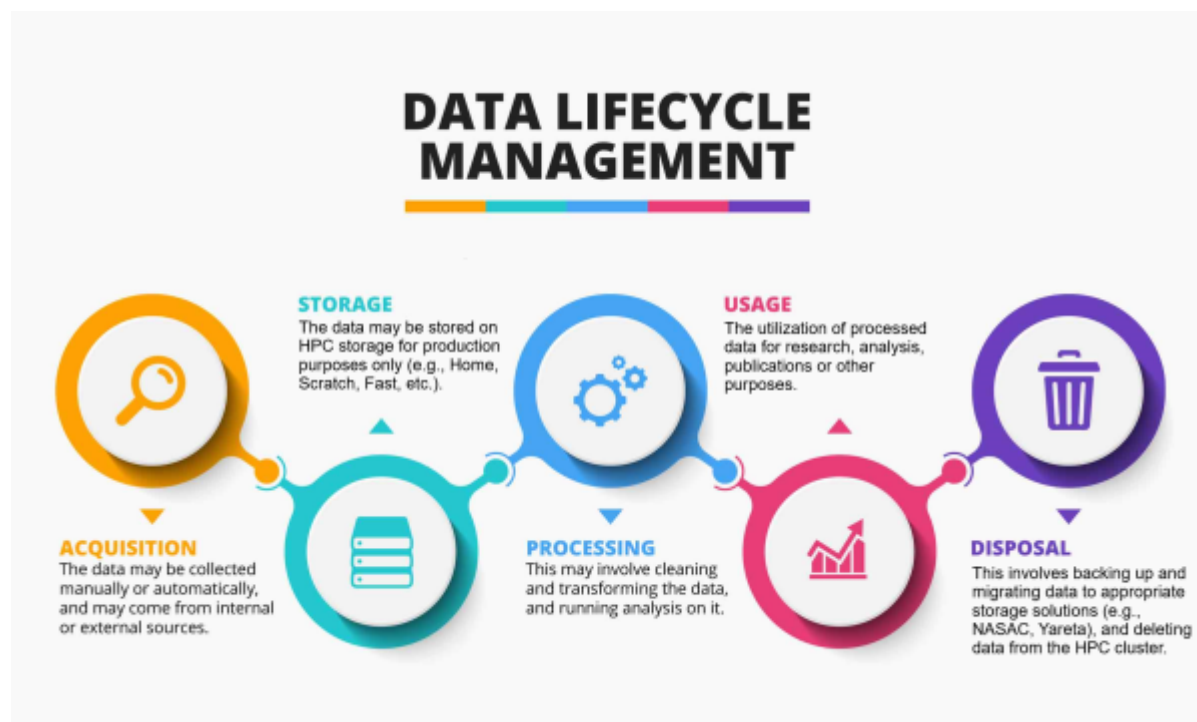 DATA LIFECYCLE
MANAGEMENT
ACQUISITION
The data may be collected
manually or automatically,
and may come from internal
or external sources.
STORAGE
The data may be stored on
HPC storage for production
purposes only (e.g., Home,
Scratch, Fast, etc.).
PROCESSING
This may involve cleaning
and transforming the data,
and running analysis on it.
USAGE
The utilization of processed
data for research, analysis,
publications or other
purposes.
DISPOSAL
This involves backing up and
migrating data to appropriate
storage solutions (e.g.,
NASAC, Yareta), and deleting
data from the HPC cluster.